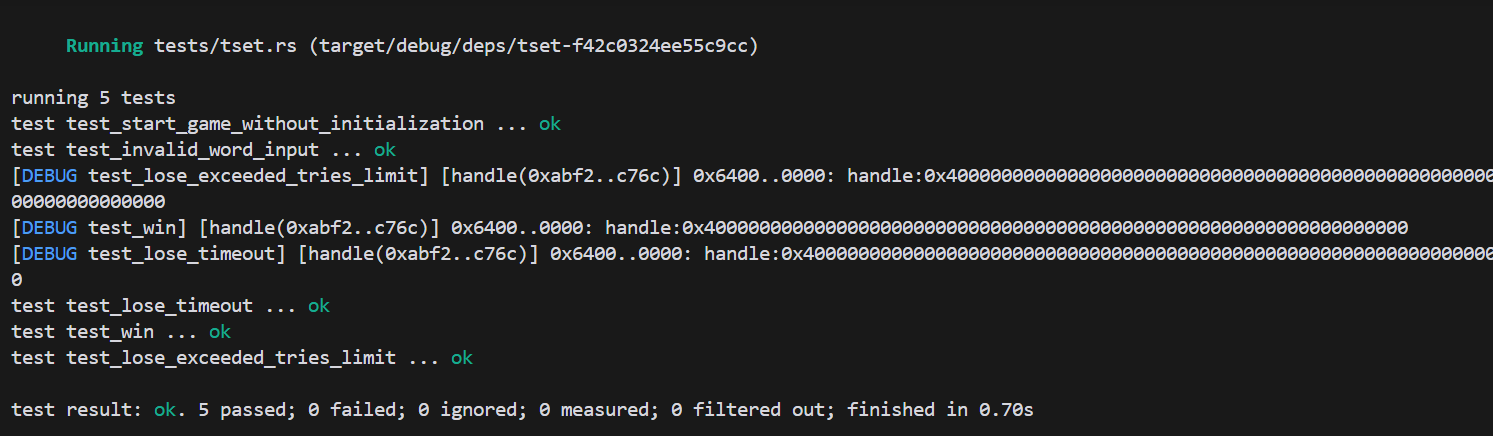 Running tests/tset.rs (target/debug/deps/tset-f42c0324ee55c9cc)
running 5 tests
test test_start_game_without_initialization ... ok
test test_invalid_word_input ... ok
[DEBUG test_lose_exceeded_tries_limit] [handle(0xabf2..c76c)] 0x6400..0000: handle:0x40000000000000000000000000000000000000000000000000
00000000000000
[DEBUG test_win] [handle(0xabf2..c76c)] 0x6400..0000: handle:0x4000000000000000000000000000000000000000000000000000000000000000
[DEBUG test_lose_timeout] [handle(0xabf2..c76c)] 0x6400..0000: handle:0x400000000000000000000000000000000000000000000000000000000000000
0
test test_lose_timeout ... ok
test test_win ... ok
test test_lose_exceeded_tries_limit ... ok
test result: ok. 5 passed; 0 failed; 0 ignored; 0 measured; 0 filtered out; finished in 0.70s